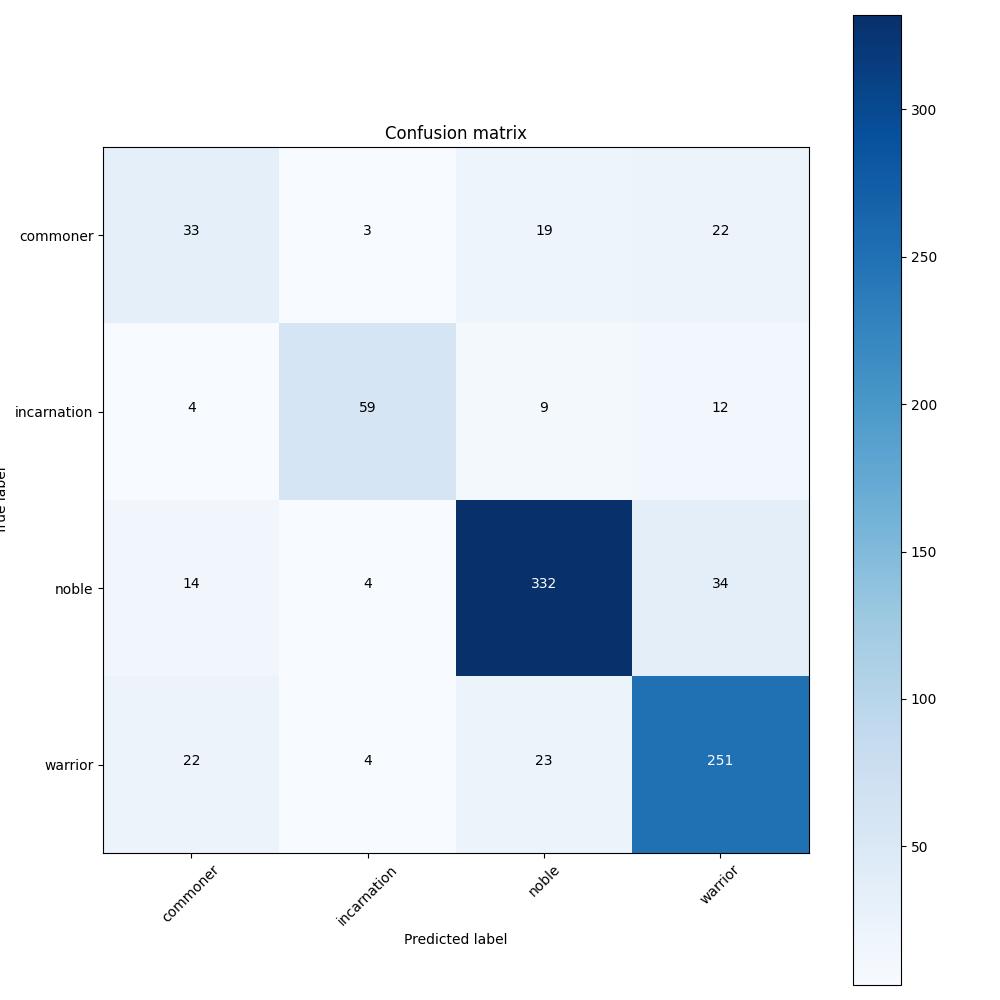 Confusion matrix
commoner 33 3 19 22
incarnation 4 59 9 12
noble 14 4 332 34
warrior 22 4 23 251
commoner incarnation noble warrior
Predicted label
300
250
200
150
100
50